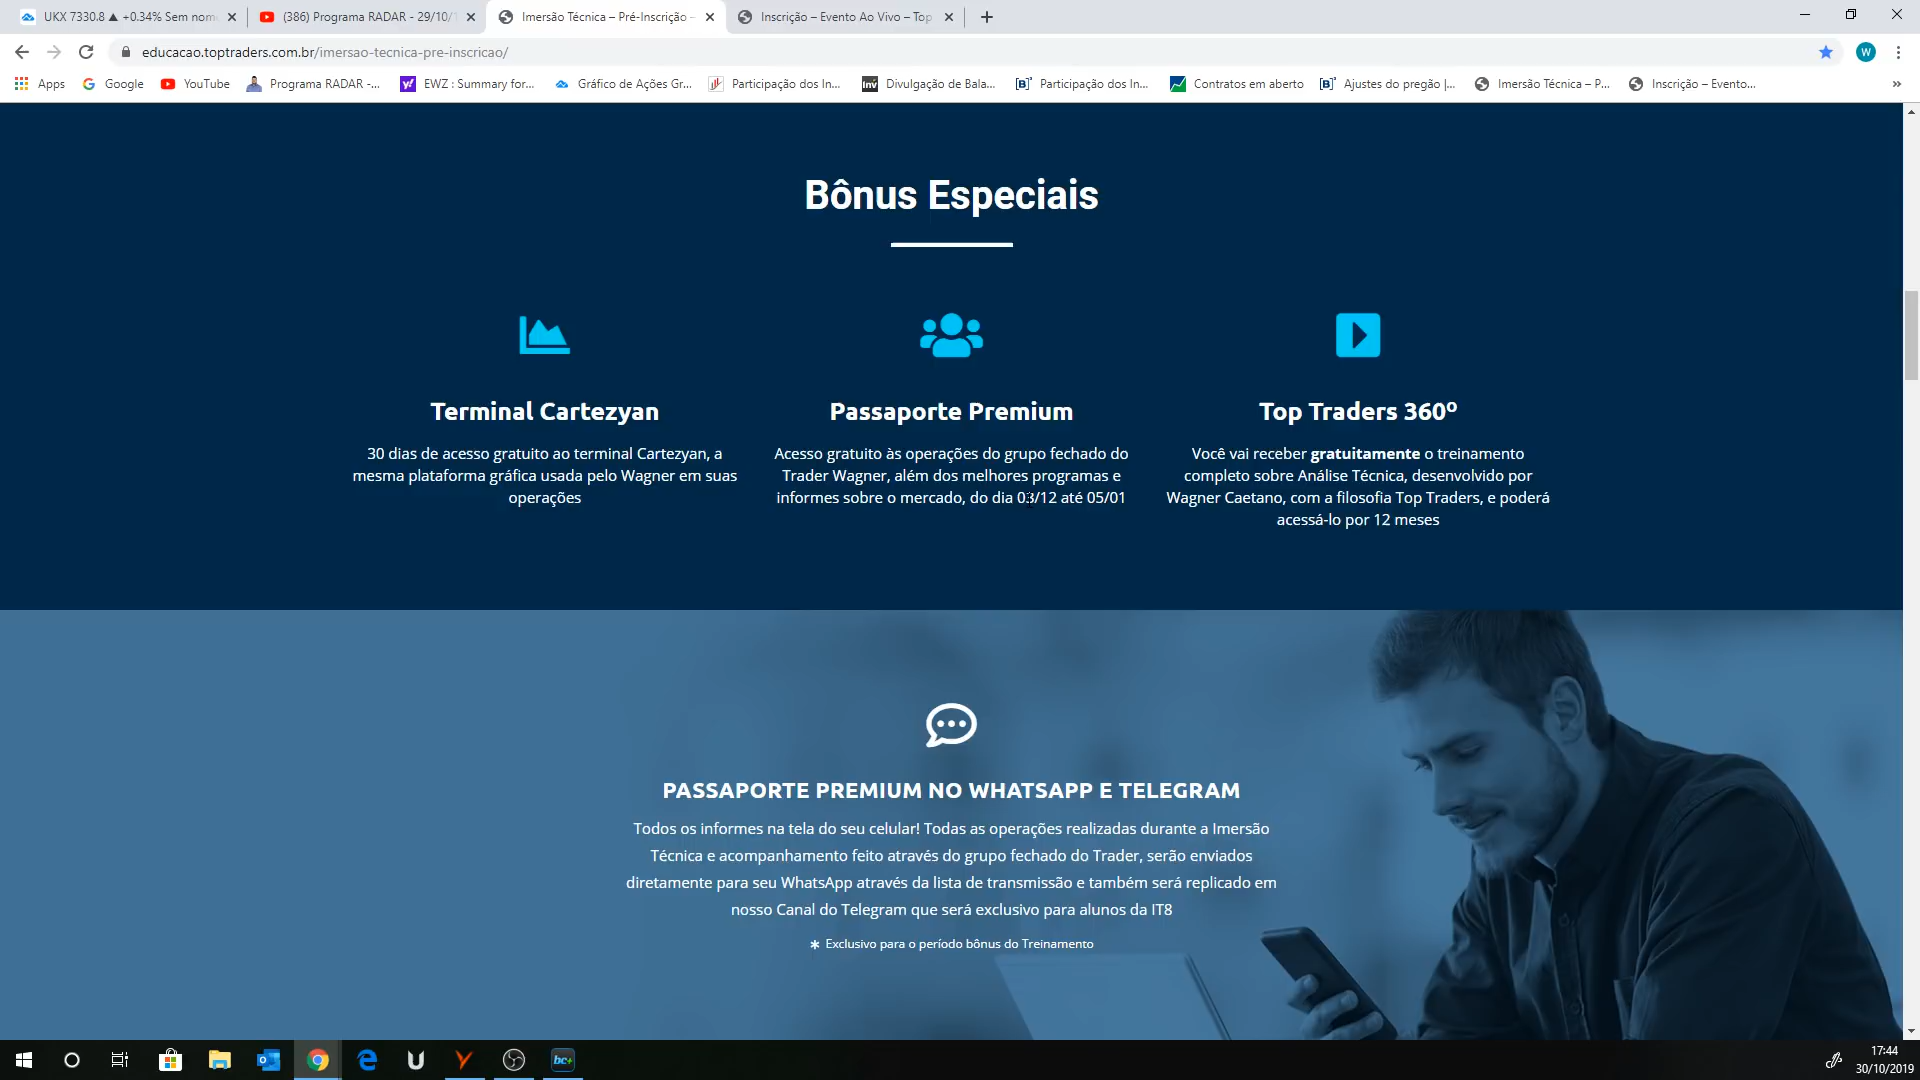 UKX 7330.8 ▲ +0.34% Sem nom
(386) Programa RADAR - 29/10/1
Imersão Técnica – Pré-Inscrição –
Inscrição – Evento Ao Vivo – Top
educacao.toptraders.com.br/imersao-tecnica-pre-inscricao/
W
Apps
Google
YouTube
Programa RADAR -...
EWZ : Summary for...
Gráfico de Ações Gr...
Participação dos In...
Divulgação de Bala...
Participação dos In...
Contratos em aberto
Ajustes do pregão |...
Imersão Técnica – P...
Inscrição – Evento...
Bônus Especiais
Terminal Cartezyan
30 dias de acesso gratuito ao terminal Cartezyan, a
mesma plataforma gráfica usada pelo Wagner em suas
operações
Passaporte Premium
Acesso gratuito às operações do grupo fechado do
Trader Wagner, além dos melhores programas e
informes sobre o mercado, do dia 03/12 até 05/01
Top Traders 360º
Você vai receber gratuitamente o treinamento
completo sobre Análise Técnica, desenvolvido por
Wagner Caetano, com a filosofia Top Traders, e poderá
acessá-lo por 12 meses
PASSAPORTE PREMIUM NO WHATSAPP E TELEGRAM
Todos os informes na tela do seu celular! Todas as operações realizadas durante a Imersão
Técnica e acompanhamento feito através do grupo fechado do Trader, serão enviados
diretamente para seu WhatsApp através da lista de transmissão e também será replicado em
nosso Canal do Telegram que será exclusivo para alunos da IT8
* Exclusivo para o período bônus do Treinamento
bc+
17:44
30/10/2019